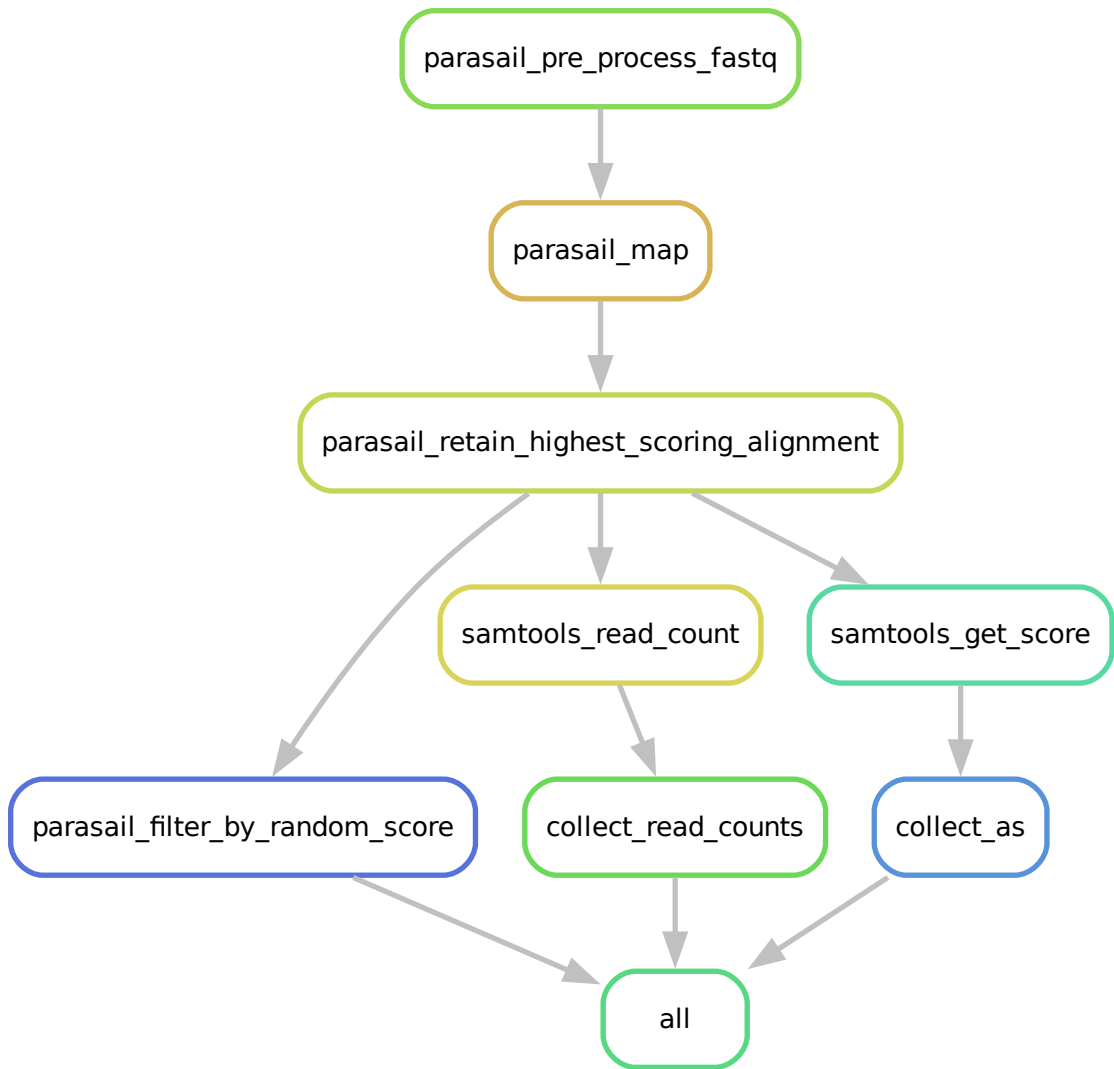 parasail_pre_process_fastq
parasail_map
parasail_retain_highest_scoring_alignment
samtools_read_count
samtools_get_score
parasail_filter_by_random_score
collect_read_counts
collect_as
all